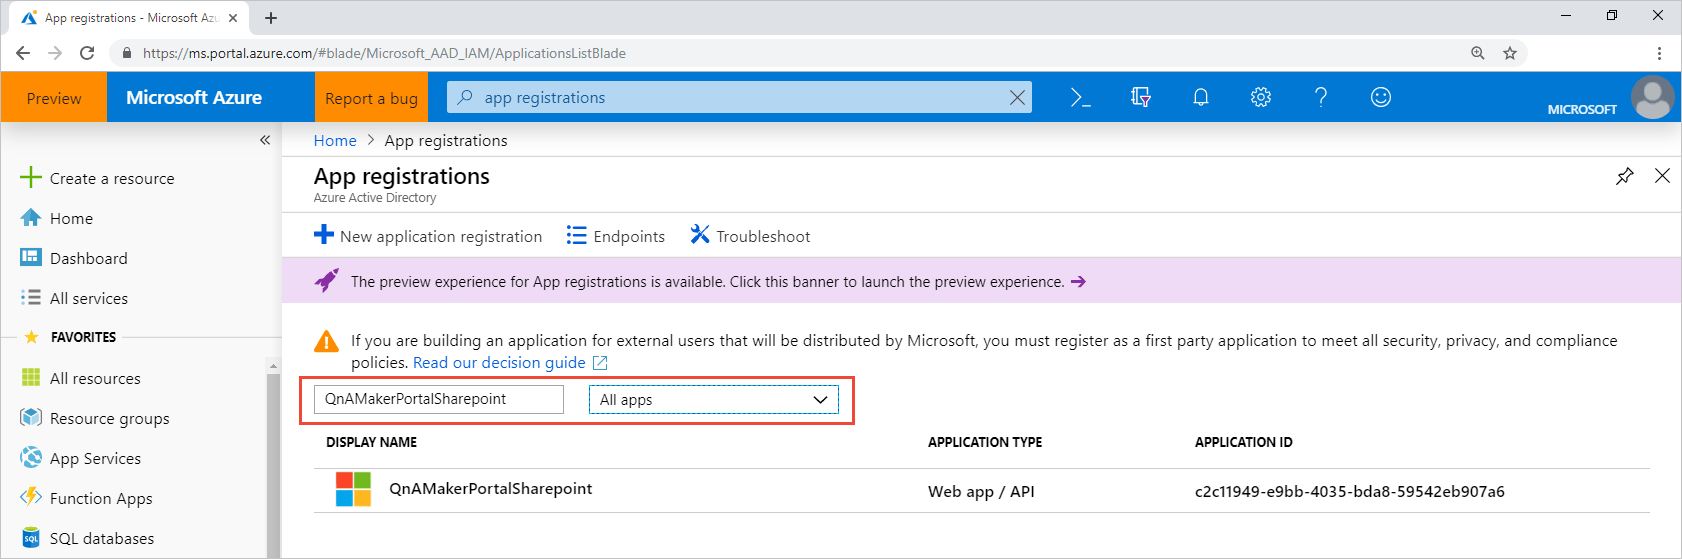 App registrations - Microsoft Az
https://ms.portal.azure.com/#blade/Microsoft_AAD_IAM/ApplicationsListBlade
Preview
Microsoft Azure
Report a bug
app registrations
MICROSOFT
Create a resource
Home
Dashboard
All services
FAVORITES
All resources
Resource groups
App Services
Function Apps
SQL databases
SQL
Home > App registrations
App registrations
Azure Active Directory
New application registration
Endpoints
Troubleshoot
The preview experience for App registrations is available. Click this banner to launch the preview experience.
If you are building an application for external users that will be distributed by Microsoft, you must register as a first party application to meet all security, privacy, and compliance
policies. Read our decision guide
QnAMakerPortalSharepoint
All apps
DISPLAY NAME APPLICATION TYPE APPLICATION ID
QnAMakerPortalSharepoint Web app / API c2c11949-e9bb-4035-bda8-59542eb907a6